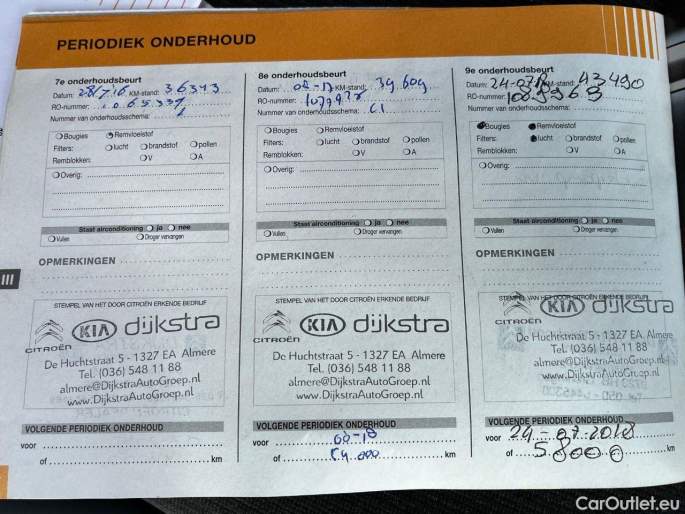 PERIODIEK ONDERHOUD
7e onderhoudsbeurt
Datum: 28/7/16 KM-stand: 36343
RO-nummer:
Nummer van onderhoudsschema:
Bougies Remvloeistof
Filters: lucht brandstof pollen
Remblokken: V A
Overig:
Staat airconditioning ja nee
Vullen Droger vervangen
OPMERKINGEN
STEMPEL VAN HET DOOR CITROËN ERKENDE BEDRIJF
CITROËN KIA dijkstra
De Huchtstraat 5 - 1327 EA Almere
Tel. (036) 548 11 88
almere@DijkstraAutoGroep.nl
www.DijkstraAutoGroep.nl
VOLGENDE PERIODIEK ONDERHOUD
voor
of km
8e onderhoudsbeurt
Datum: 08-17 KM-stand: 39609
RO-nummer:
Nummer van onderhoudsschema: C1
Bougies Remvloeistof
Filters: lucht brandstof pollen
Remblokken: V A
Overig:
Staat airconditioning ja nee
Vullen Droger vervangen
OPMERKINGEN
STEMPEL VAN HET DOOR CITROËN ERKENDE BEDRIJF
CITROËN KIA dijkstra
De Huchtstraat 5 - 1327 EA Almere
Tel. (036) 548 11 88
almere@DijkstraAutoGroep.nl
www.DijkstraAutoGroep.nl
VOLGENDE PERIODIEK ONDERHOUD
voor 08-18
of km
9e onderhoudsbeurt
Datum: KM-stand: 43490
RO-nummer:
Nummer van onderhoudsschema:
Bougies Remvloeistof
Filters: lucht brandstof pollen
Remblokken: V A
Overig:
Staat airconditioning ja nee
Vullen Droger vervangen
OPMERKINGEN
STEMPEL VAN HET DOOR CITROËN ERKENDE BEDRIJF
CITROËN KIA dijkstra
De Huchtstraat 5 - 1327 EA Almere
Tel. (036) 548 11 88
almere@DijkstraAutoGroep.nl
www.DijkstraAutoGroep.nl
VOLGENDE PERIODIEK ONDERHOUD
voor 24-07-2018
of 58000 km
III
CarOutlet.eu